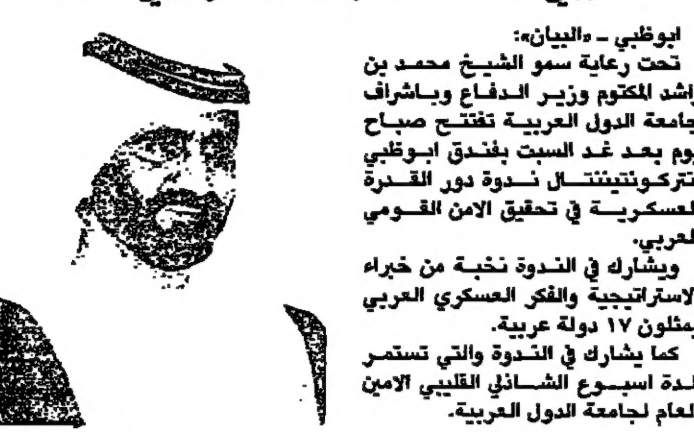 ابوظبي ـ «البيان»:
تحت رعاية سمو الشيخ محمد بن
راشد المكتوم وزير الدفاع وباشراف
جامعة الدول العربية تفتتح صباح
يوم بعد غد السبت بفندق ابوظبي
انتركونتيننتال ندوة دور القدرة
العسكرية في تحقيق الامن القومي
العربي.
ويشارك في الندوة نخبة من خبراء
الاستراتيجية والفكر العسكري العربي
يمثلون ١٧ دولة عربية.
كما يشارك في الندوة والتي تستمر
لمدة اسبوع الشاذلي القليبي الامين
العام لجامعة الدول العربية.